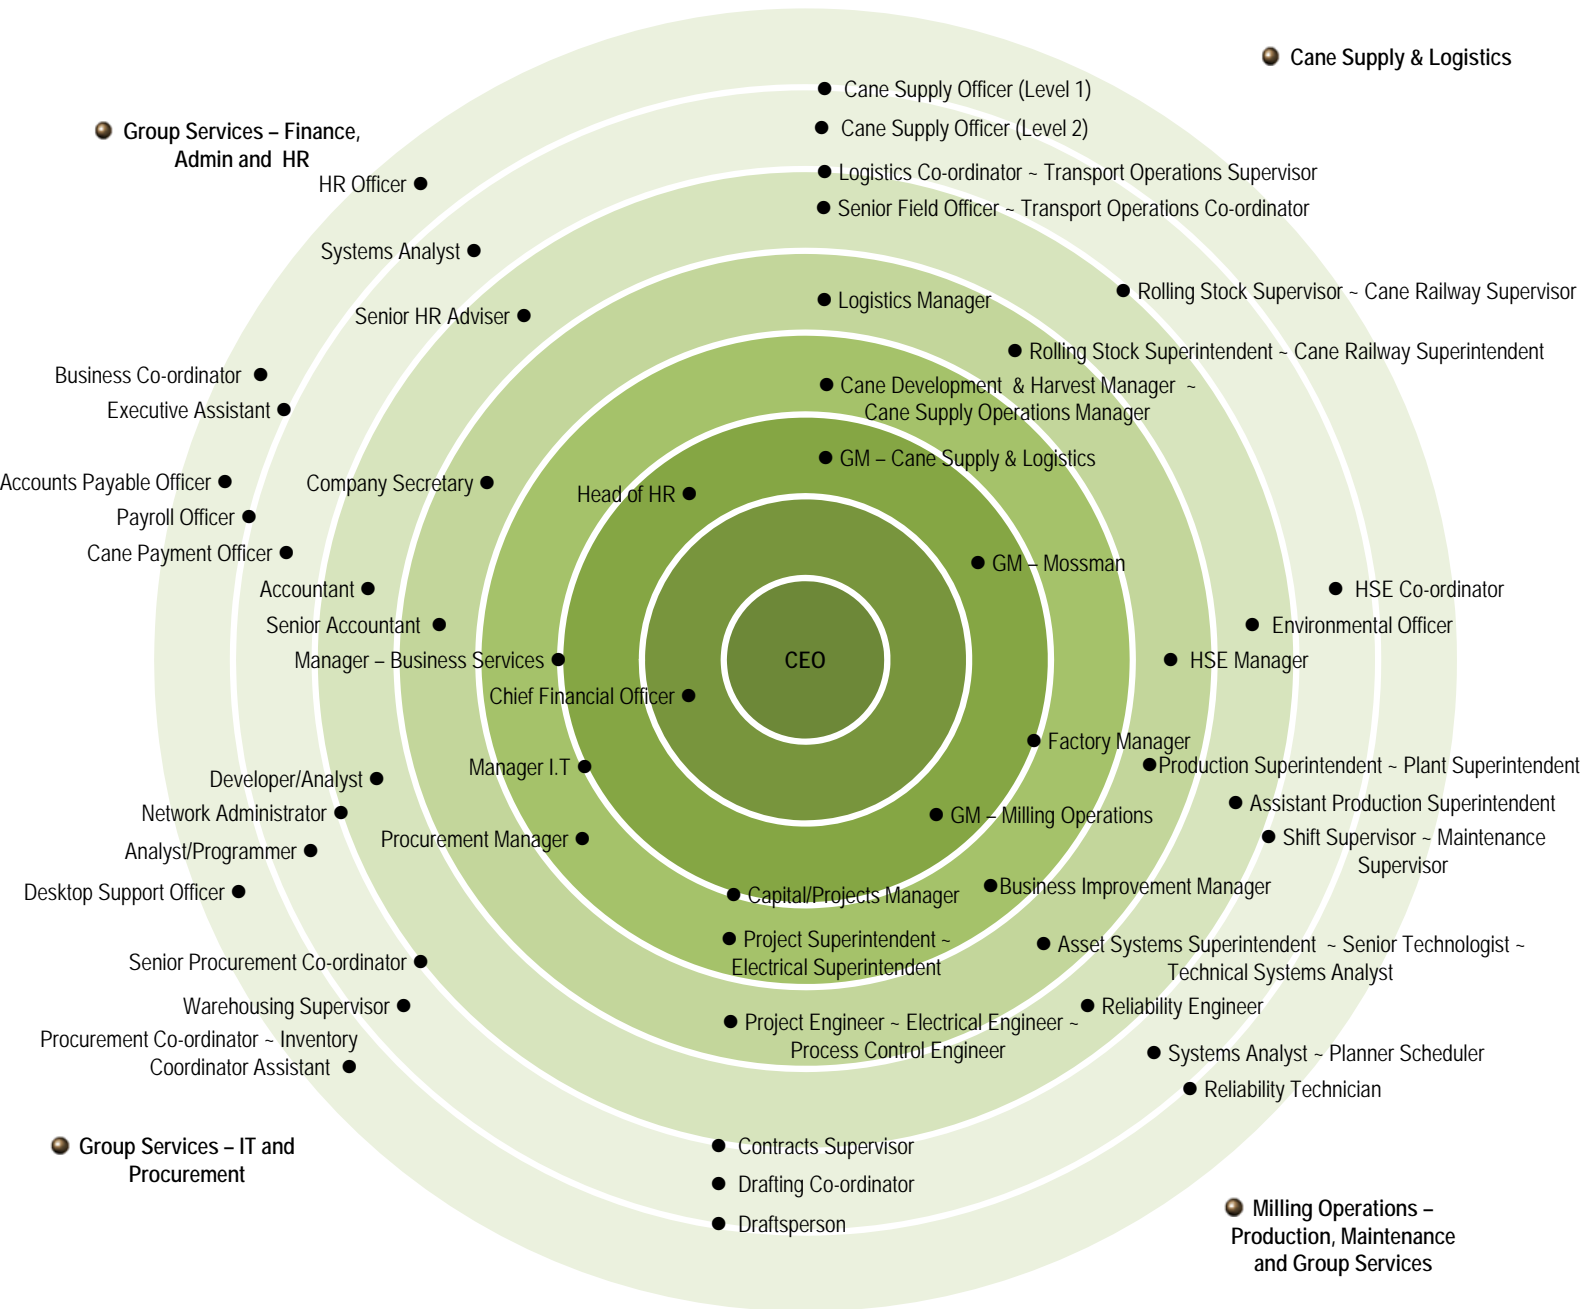 Cane Supply & Logistics
Cane Supply Officer (Level 1)
Cane Supply Officer (Level 2)
Logistics Co-ordinator ~ Transport Operations Supervisor
Senior Field Officer ~ Transport Operations Co-ordinator
Rolling Stock Supervisor ~ Cane Railway Supervisor
Logistics Manager
Rolling Stock Superintendent ~ Cane Railway Superintendent
Cane Development & Harvest Manager ~
Cane Supply Operations Manager
GM – Cane Supply & Logistics
Group Services – Finance,
Admin and HR
HR Officer
Systems Analyst
Senior HR Adviser
Business Co-ordinator
Executive Assistant
Accounts Payable Officer
Company Secretary
Head of HR
Payroll Officer
Cane Payment Officer
Accountant
Senior Accountant
Manager – Business Services
Chief Financial Officer
CEO
GM – Mossman
HSE Co-ordinator
Environmental Officer
HSE Manager
Factory Manager
Production Superintendent ~ Plant Superintendent
Assistant Production Superintendent
GM – Milling Operations
Shift Supervisor ~ Maintenance
Supervisor
Business Improvement Manager
Capital/Projects Manager
Project Superintendent ~
Electrical Superintendent
Asset Systems Superintendent ~ Senior Technologist ~
Technical Systems Analyst
Reliability Engineer
Project Engineer ~ Electrical Engineer ~
Process Control Engineer
Systems Analyst ~ Planner Scheduler
Reliability Technician
Contracts Supervisor
Drafting Co-ordinator
Draftsperson
Milling Operations –
Production, Maintenance
and Group Services
Manager I.T
Developer/Analyst
Network Administrator
Procurement Manager
Analyst/Programmer
Desktop Support Officer
Senior Procurement Co-ordinator
Warehousing Supervisor
Procurement Co-ordinator ~ Inventory
Coordinator Assistant
Group Services – IT and
Procurement